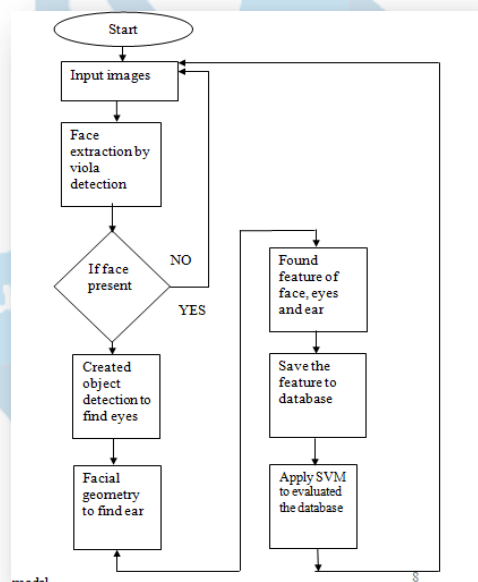 Start
Input images
Face
extraction by
viola
detection
If face
present
NO
YES
Created
object
detection to
find eyes
Facial
geometry
to find ear
Found
feature of
face, eyes
and ear
Save the
feature to
database
Apply SVM
to evaluated
the database
8